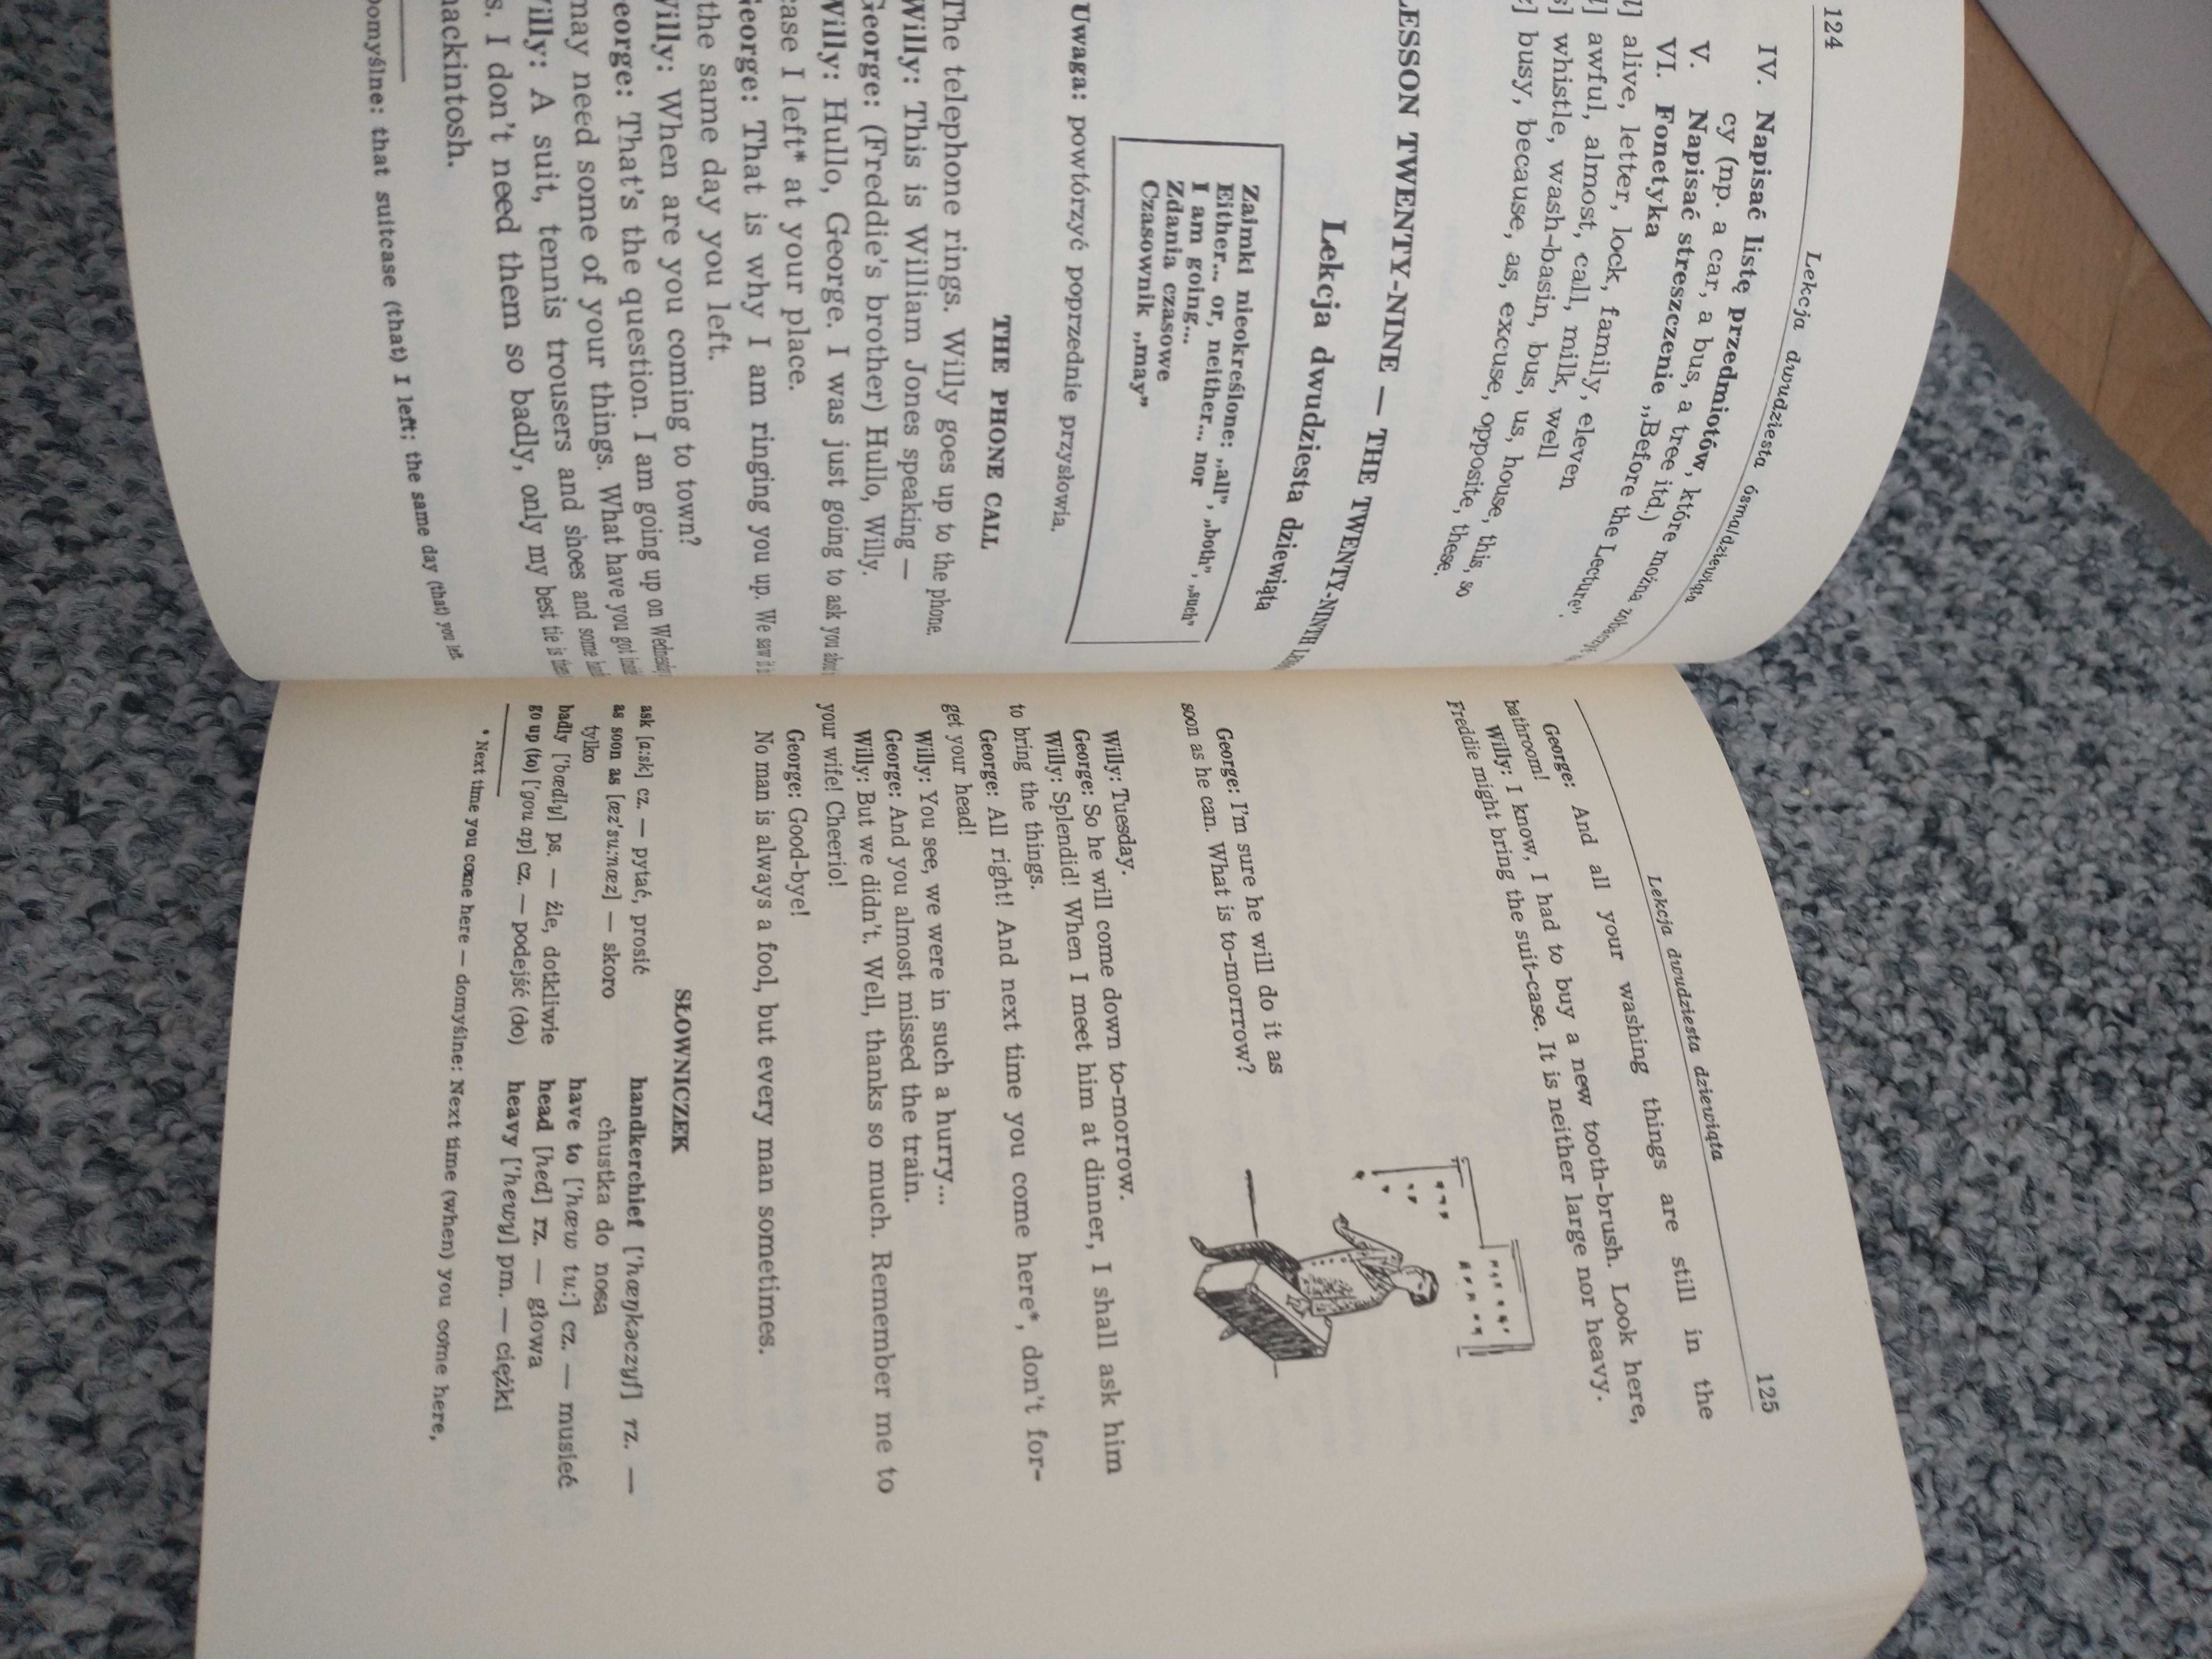 124
Lekcja dwudziesta ósma/dziewiąta
IV. Napisać listę przedmiotów, które można
cy (np. a car, a bus, a tree itd.)
V. Napisać streszczenie „Before the Lecture".
VI. Fonetyka
alive, letter, lock, family, eleven
awful, almost, call, milk, well
whistle, wash-basin, bus, us, house, this, so
busy, because, as, excuse, opposite, these.
LESSON TWENTY-NINE — THE TWENTY-NINTH
Lekcja dwudziesta dziewiąta
Zaimki nieokreślone: „all", „both", „such"
Either... or, neither... nor
I am going...
Zdania czasowe
Czasownik „may"
Uwaga: powtórzyć poprzednie przysłowia.
THE PHONE CALL
The telephone rings. Willy goes up to the phone.
Willy: This is William Jones speaking —
George: (Freddie's brother) Hullo, Willy.
Willy: Hullo, George. I was just going to ask you
case I left* at your place.
George: That is why I am ringing you up. We saw it
the same day you left.
Willy: When are you coming to town?
George: That's the question. I am going up on
may need some of your things. What have you got
Willy: A suit, tennis trousers and shoes and some
s. I don't need them so badly, only my best tie is
mackintosh.
Domyślne: that suitcase (that) I left; the same day (that) you left
Lekcja dwudziesta dziewiąta
125
George: And all your washing things are still in the
bathroom!
Willy: I know, I had to buy a new tooth-brush. Look here,
Freddie might bring the suit-case. It is neither large nor heavy.
George: I'm sure he will do it as
soon as he can. What is to-morrrow?
Willy: Tuesday.
George: So he will come down to-morrow.
Willy: Splendid! When I meet him at dinner, I shall ask him
to bring the things.
George: All right! And next time you come here*, don't for-
get your head!
Willy: You see, we were in such a hurry...
George: And you almost missed the train.
Willy: But we didn't. Well, thanks so much. Remember me to
your wife! Cheerio!
George: Good-bye!
No man is always a fool, but every man sometimes.
SŁOWNICZEK
ask [a:sk] cz. — pytać, prosić
as soon as [æz'su:næz] — skoro
tylko
badly ['bædly] ps. — źle, dotkliwie
go up (to) ['gou ap] cz. — podejść (do)
handkerchief ['hæŋkəczyf] rz. —
chustka do nosa
have to ['hæw tu:] cz. — musieć
head [hed] rz. — głowa
heavy ['hewy] pm. — ciężki
* Next time you come here — domyślne: Next time (when) you come here,